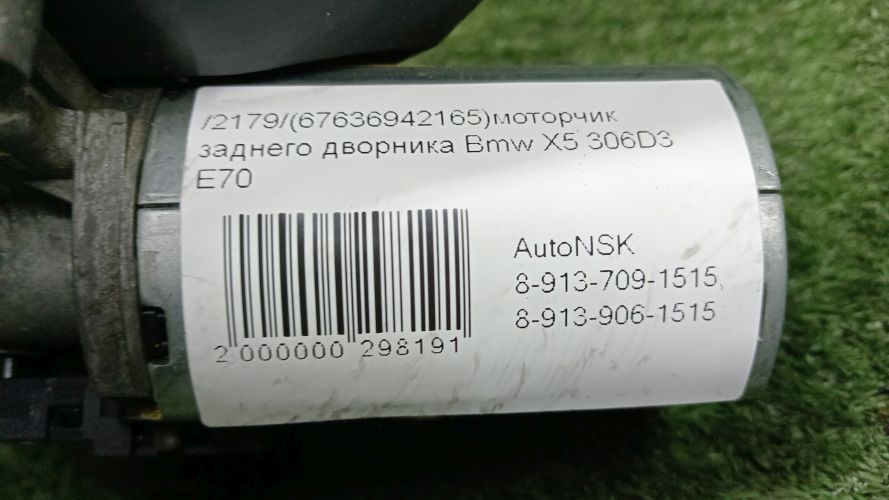 /2179/(67636942165)моторчик
заднего дворника Bmw X5 306D3
E70
AutoNSK
8-913-709-1515,
8-913-906-1515
2 000000 298191